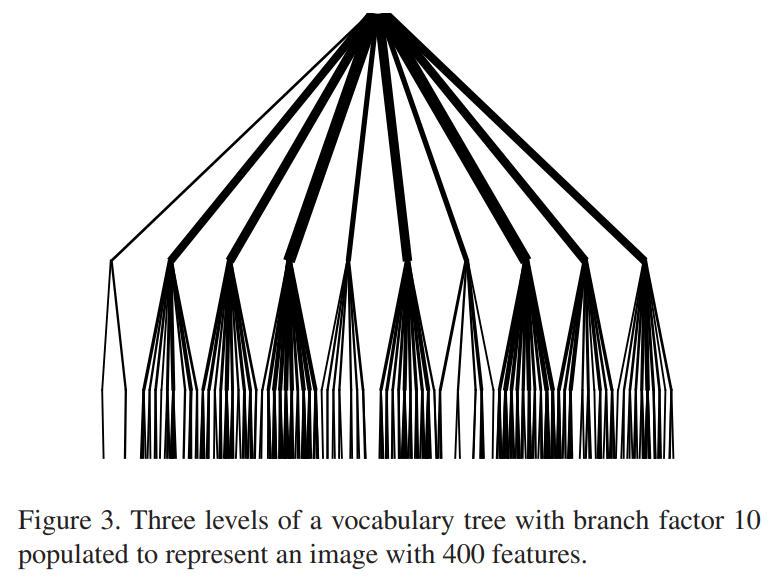 Figure 3. Three levels of a vocabulary tree with branch factor 10
populated to represent an image with 400 features.